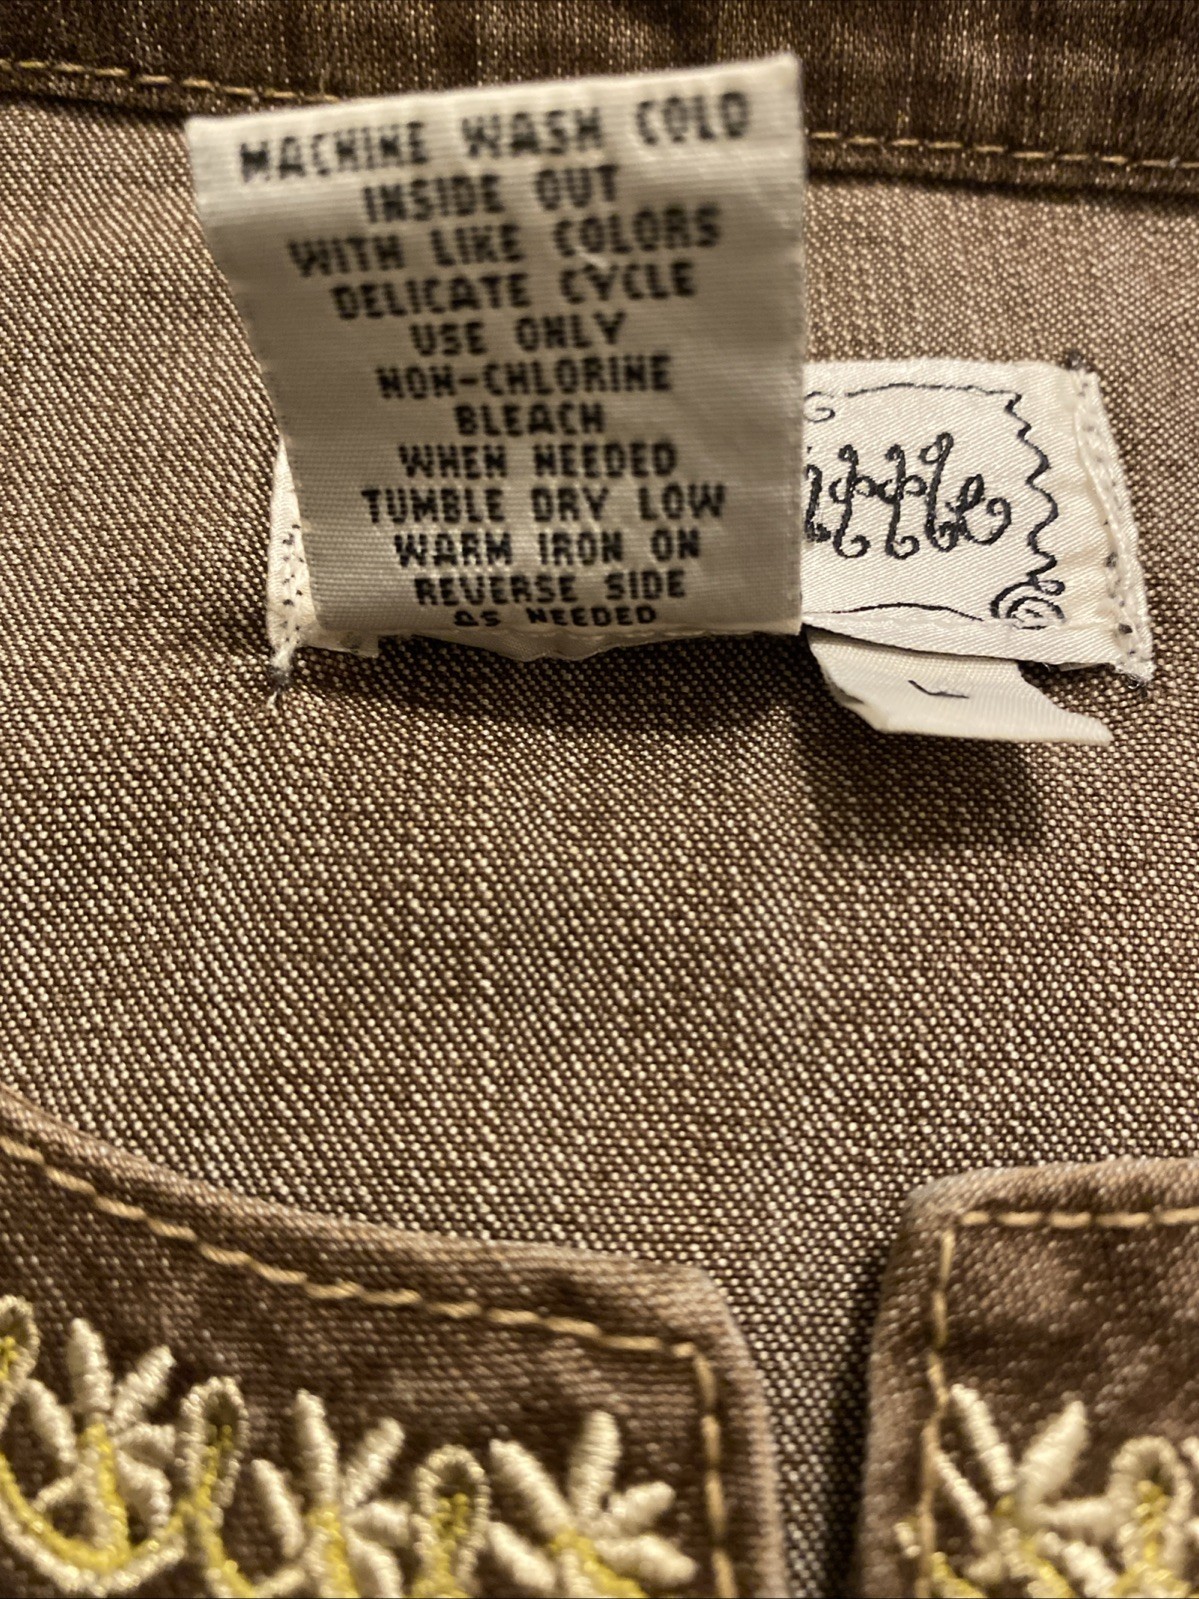 MACHINE WASH COLD
INSIDE OUT
WITH LIKE COLORS
DELICATE CYCLE
USE ONLY
NON-CHLORINE
BLEACH
WHEN NEEDED
TUMBLE DRY LOW
WARM IRON ON
REVERSE SIDE
AS NEEDED